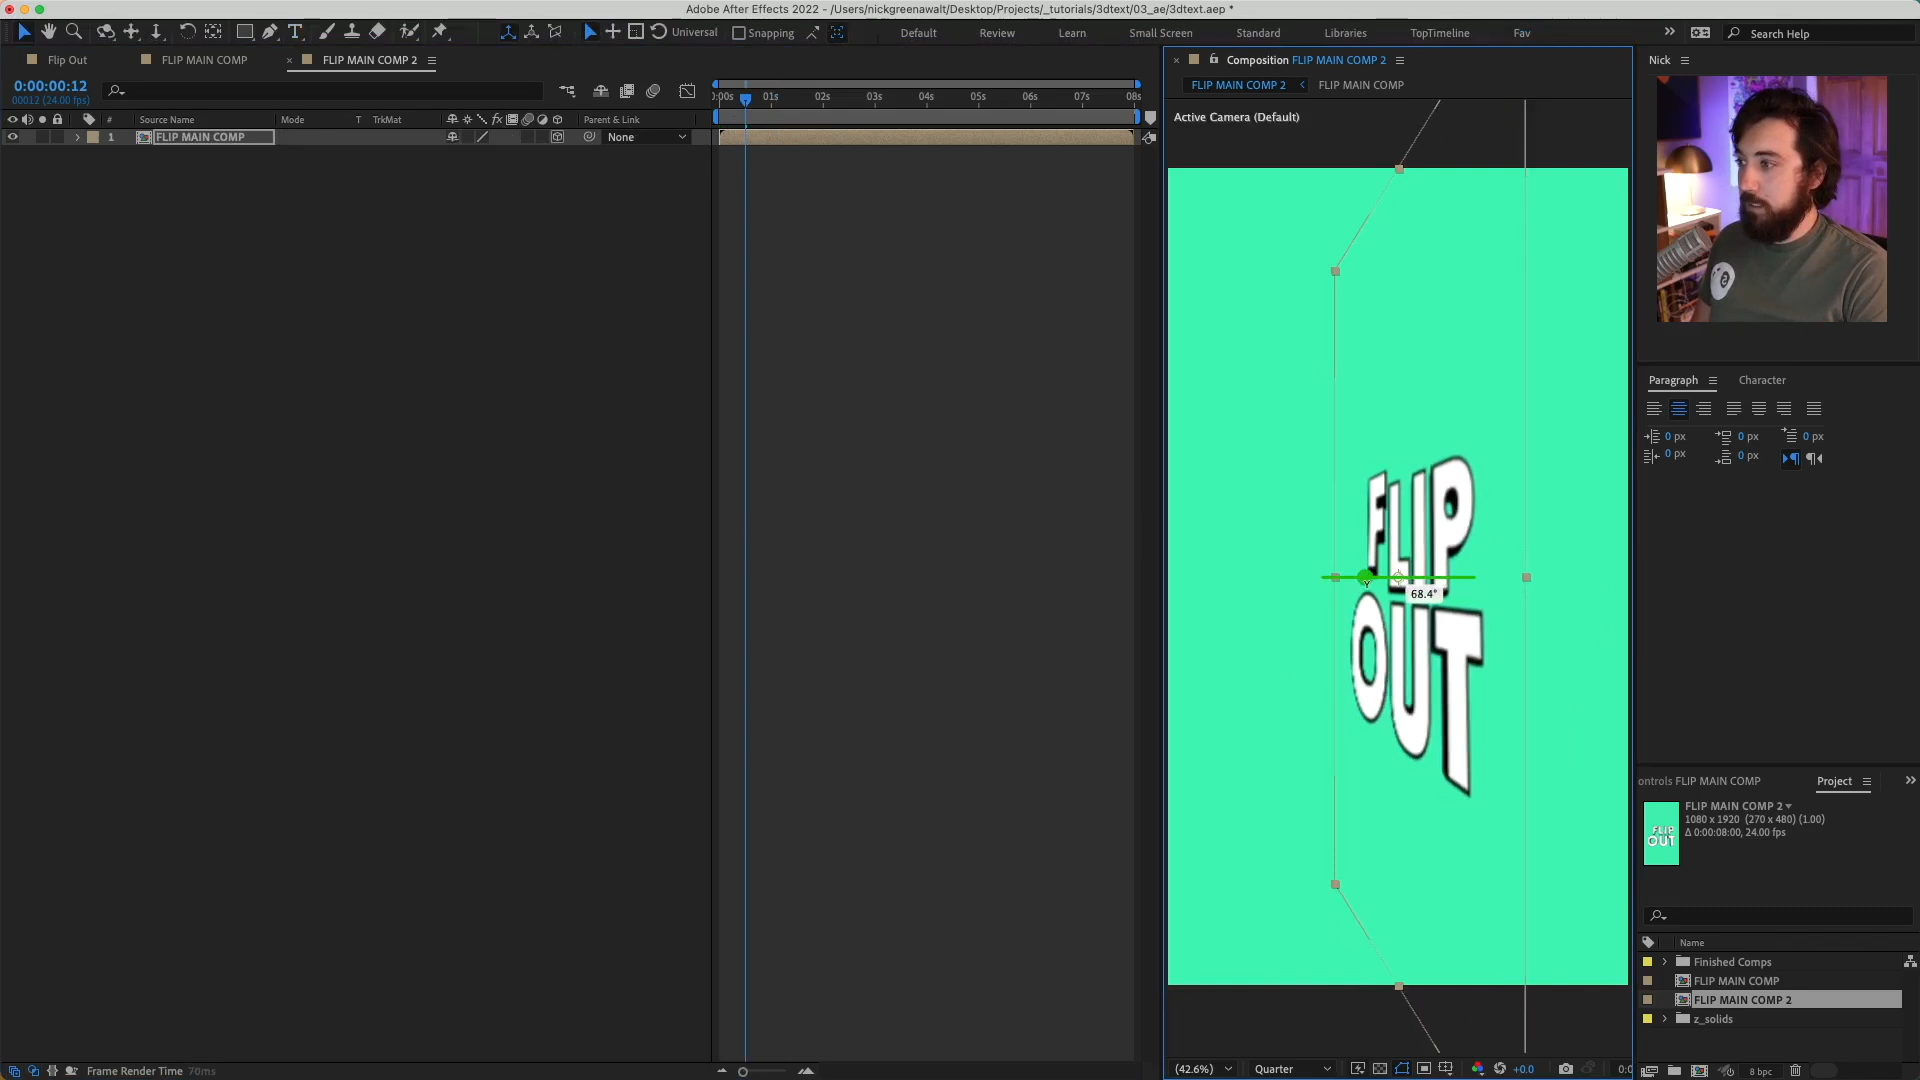 Adobe After Effects 2022 - /Users/nickgreenawalt/Desktop/Projects/_tutorials/3dtext/03_ae/3dtext.aep *
Universal
Snapping
Default
Review
Learn
Small Screen
Standard
Libraries
TopTimeline
Fav
Search Help
Flip Out
FLIP MAIN COMP
FLIP MAIN COMP 2
Composition FLIP MAIN COMP 2
Nick
0:00:00:12
00012 (24.00 fps)
01s
02s
03s
04s
05s
06s
07s
08s
FLIP MAIN COMP 2
FLIP MAIN COMP
# Source Name
Mode
T TrkMat
Parent & Link
Active Camera (Default)
1 FLIP MAIN COMP
None
FLIP
OUT
Y
68.4°
Paragraph
Character
0 px
0 px
0 px
0 px
0 px
ontrols FLIP MAIN COMP
Project
FLIP MAIN COMP 2
1080 x 1920 (270 x 480) (1.00)
Δ 0:00:08:00, 24.00 fps
FLIP
OUT
Name
Finished Comps
FLIP MAIN COMP
FLIP MAIN COMP 2
z_solids
Frame Render Time 70ms
(42.6%)
Quarter
+0.0
8 bpc